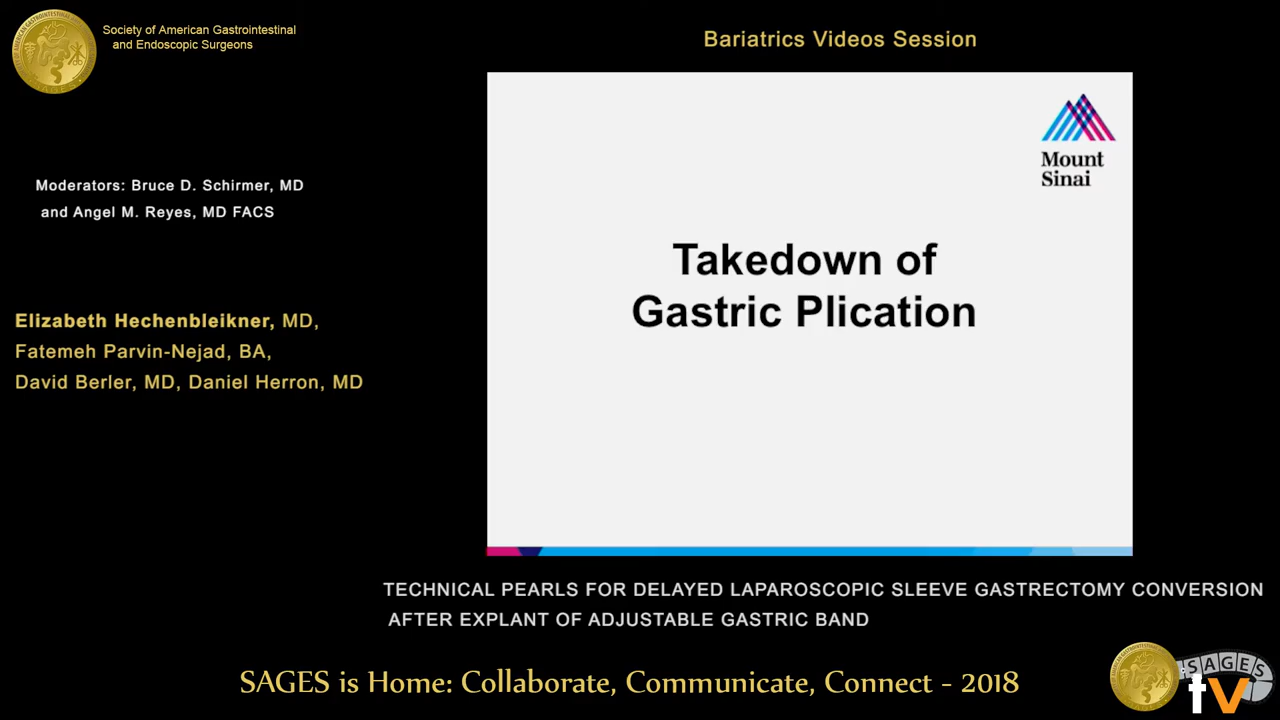 Society of American Gastrointestinal
and Endoscopic Surgeons
Bariatrics Videos Session
Mount
Sinai
Moderators: Bruce D. Schirmer, MD
and Angel M. Reyes, MD FACS
Takedown of
Gastric Plication
Elizabeth Hechenbleikner, MD,
Fatemeh Parvin-Nejad, BA,
David Berler, MD, Daniel Herron, MD
TECHNICAL PEARLS FOR DELAYED LAPAROSCOPIC SLEEVE GASTRECTOMY CONVERSION
AFTER EXPLANT OF ADJUSTABLE GASTRIC BAND
SAGES is Home: Collaborate, Communicate, Connect - 2018
SAGES
tv